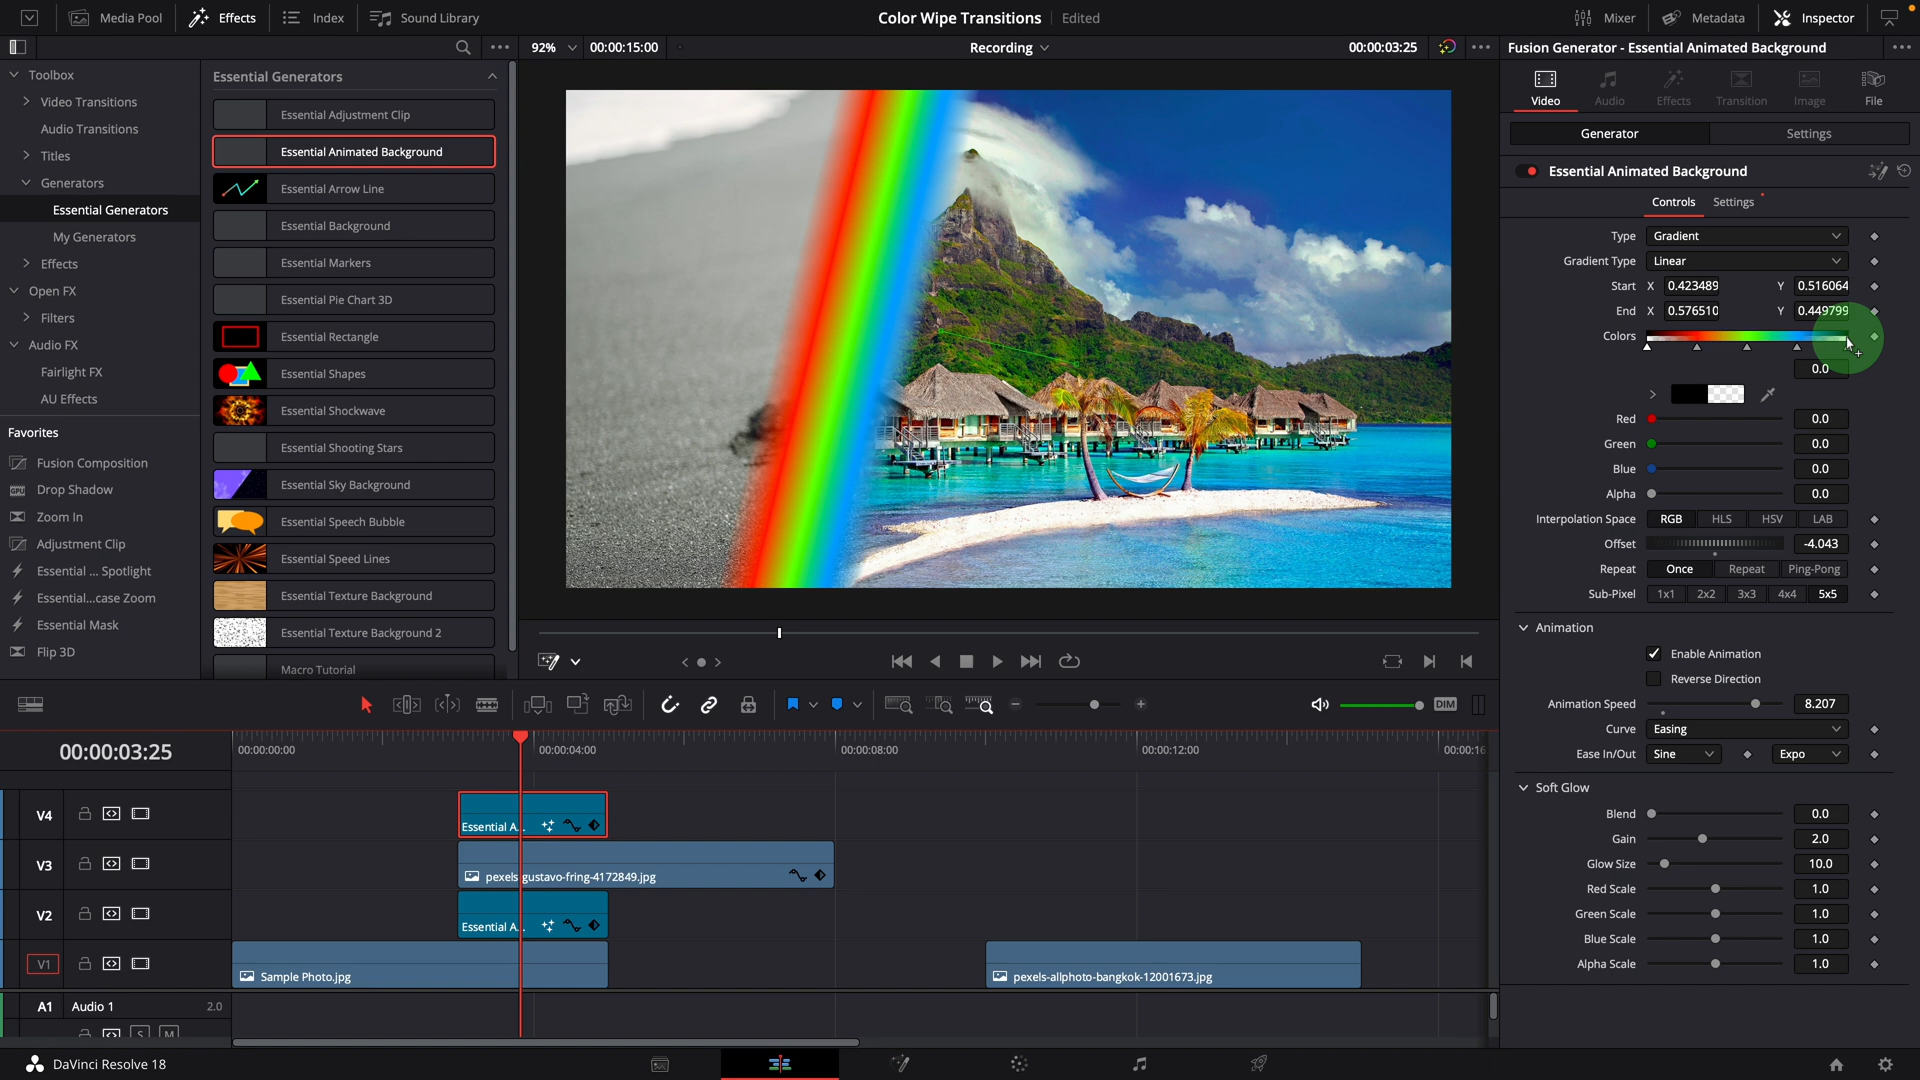 Media Pool
Effects
Index
Sound Library
Color Wipe Transitions
Edited
Mixer
Metadata
Inspector
92%
00:00:15:00
Recording
00:00:03:25
Fusion Generator - Essential Animated Background
Toolbox
Video Transitions
Audio Transitions
Titles
Generators
Essential Generators
My Generators
Effects
Open FX
Filters
Audio FX
Fairlight FX
AU Effects
Favorites
Fusion Composition
Drop Shadow
Zoom In
Adjustment Clip
Essential ... Spotlight
Essential...case Zoom
Essential Mask
Flip 3D
Essential Generators
Essential Adjustment Clip
Essential Animated Background
Essential Arrow Line
Essential Background
Essential Markers
Essential Pie Chart 3D
Essential Rectangle
Essential Shapes
Essential Shockwave
Essential Shooting Stars
Essential Sky Background
Essential Speech Bubble
Essential Speed Lines
Essential Texture Background
Essential Texture Background 2
Macro Tutorial
Video
Audio
Effects
Transition
Image
File
Generator
Settings
Essential Animated Background
Controls
Settings
Type
Gradient
Gradient Type
Linear
Start X 0.423489 Y 0.516064
End X 0.576510 Y 0.449799
Colors
0.0
Red 0.0
Green 0.0
Blue 0.0
Alpha 0.0
Interpolation Space RGB HLS HSV LAB
Offset -4.043
Repeat Once Repeat Ping-Pong
Sub-Pixel 1x1 2x2 3x3 4x4 5x5
Animation
Enable Animation
Reverse Direction
Animation Speed 8.207
Curve Easing
Ease In/Out Sine Expo
Soft Glow
Blend 0.0
Gain 2.0
Glow Size 10.0
Red Scale 1.0
Green Scale 1.0
Blue Scale 1.0
Alpha Scale 1.0
DIM
00:00:03:25
00:00:00:00
00:00:04:00
00:00:08:00
00:00:12:00
00:00:16
V4
Essential A...
V3
pexels-gustavo-fring-4172849.jpg
V2
Essential A...
V1
Sample Photo.jpg
pexels-allphoto-bangkok-12001673.jpg
A1 Audio 1 2.0
S M
DaVinci Resolve 18